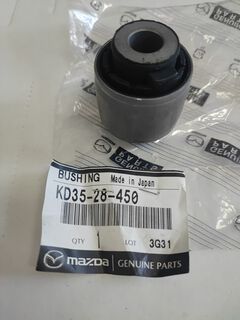 BUSHING Made in Japan
KD35-28-450
QTY 1 LOT 3G31
mazda GENUINE PARTS